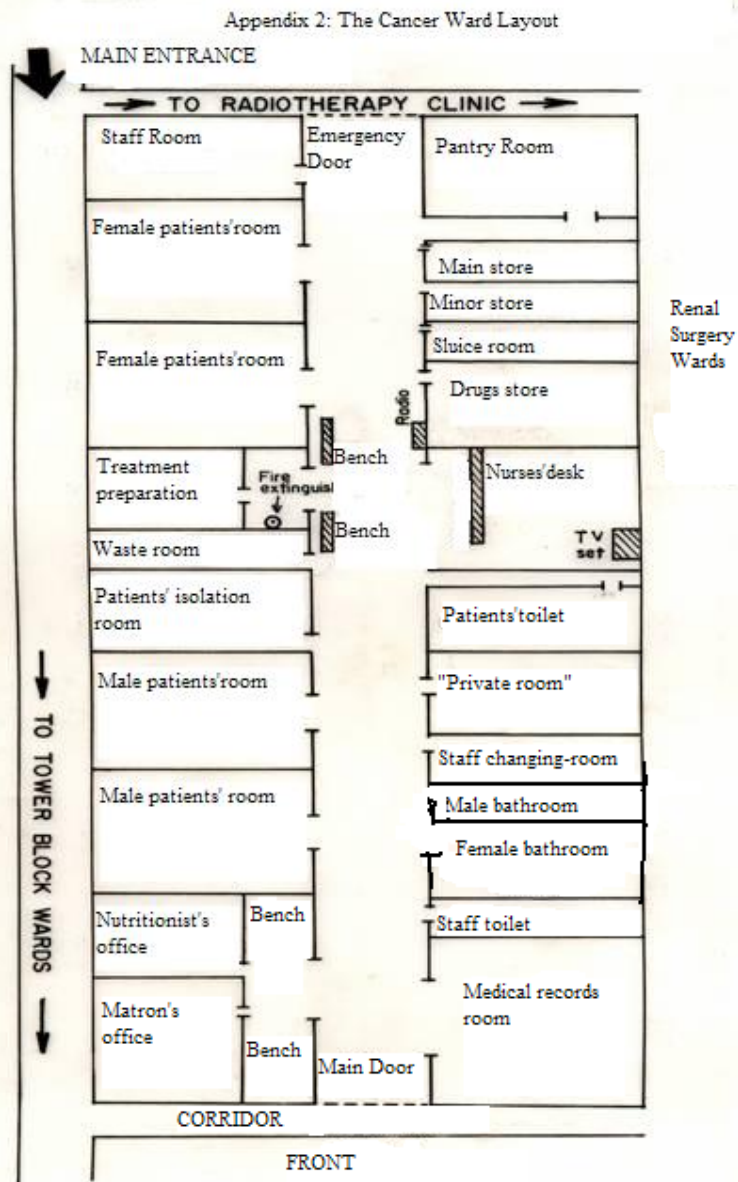 Appendix 2: The Cancer Ward Layout
MAIN ENTRANCE
TO RADIOTHERAPY CLINIC
Staff Room
Emergency
Door
Pantry Room
Female patients'room
Main store
Minor store
Renal
Surgery
Wards
Sluice room
Female patients'room
Drugs store
Radio
Bench
Treatment
preparation
Fire
extinguisl
Nurses'desk
Bench
TV
set
Waste room
Patients' isolation
room
Patients'toilet
Male patients'room
"Private room"
TO TOWER BLOCK WARDS
Staff changing-room
Male patients' room
Male bathroom
Female bathroom
Nutritionist's
office
Bench
Staff toilet
Matron's
office
Medical records
room
Bench
Main Door
CORRIDOR
FRONT